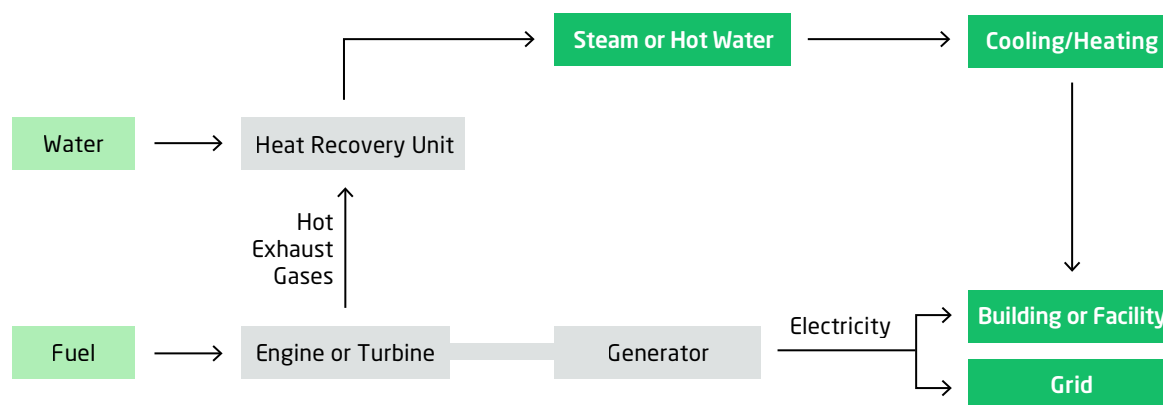 Steam or Hot Water
Cooling/Heating
Water
Heat Recovery Unit
Hot
Exhaust
Gases
Fuel
Engine or Turbine
Generator
Electricity
Building or Facility
Grid